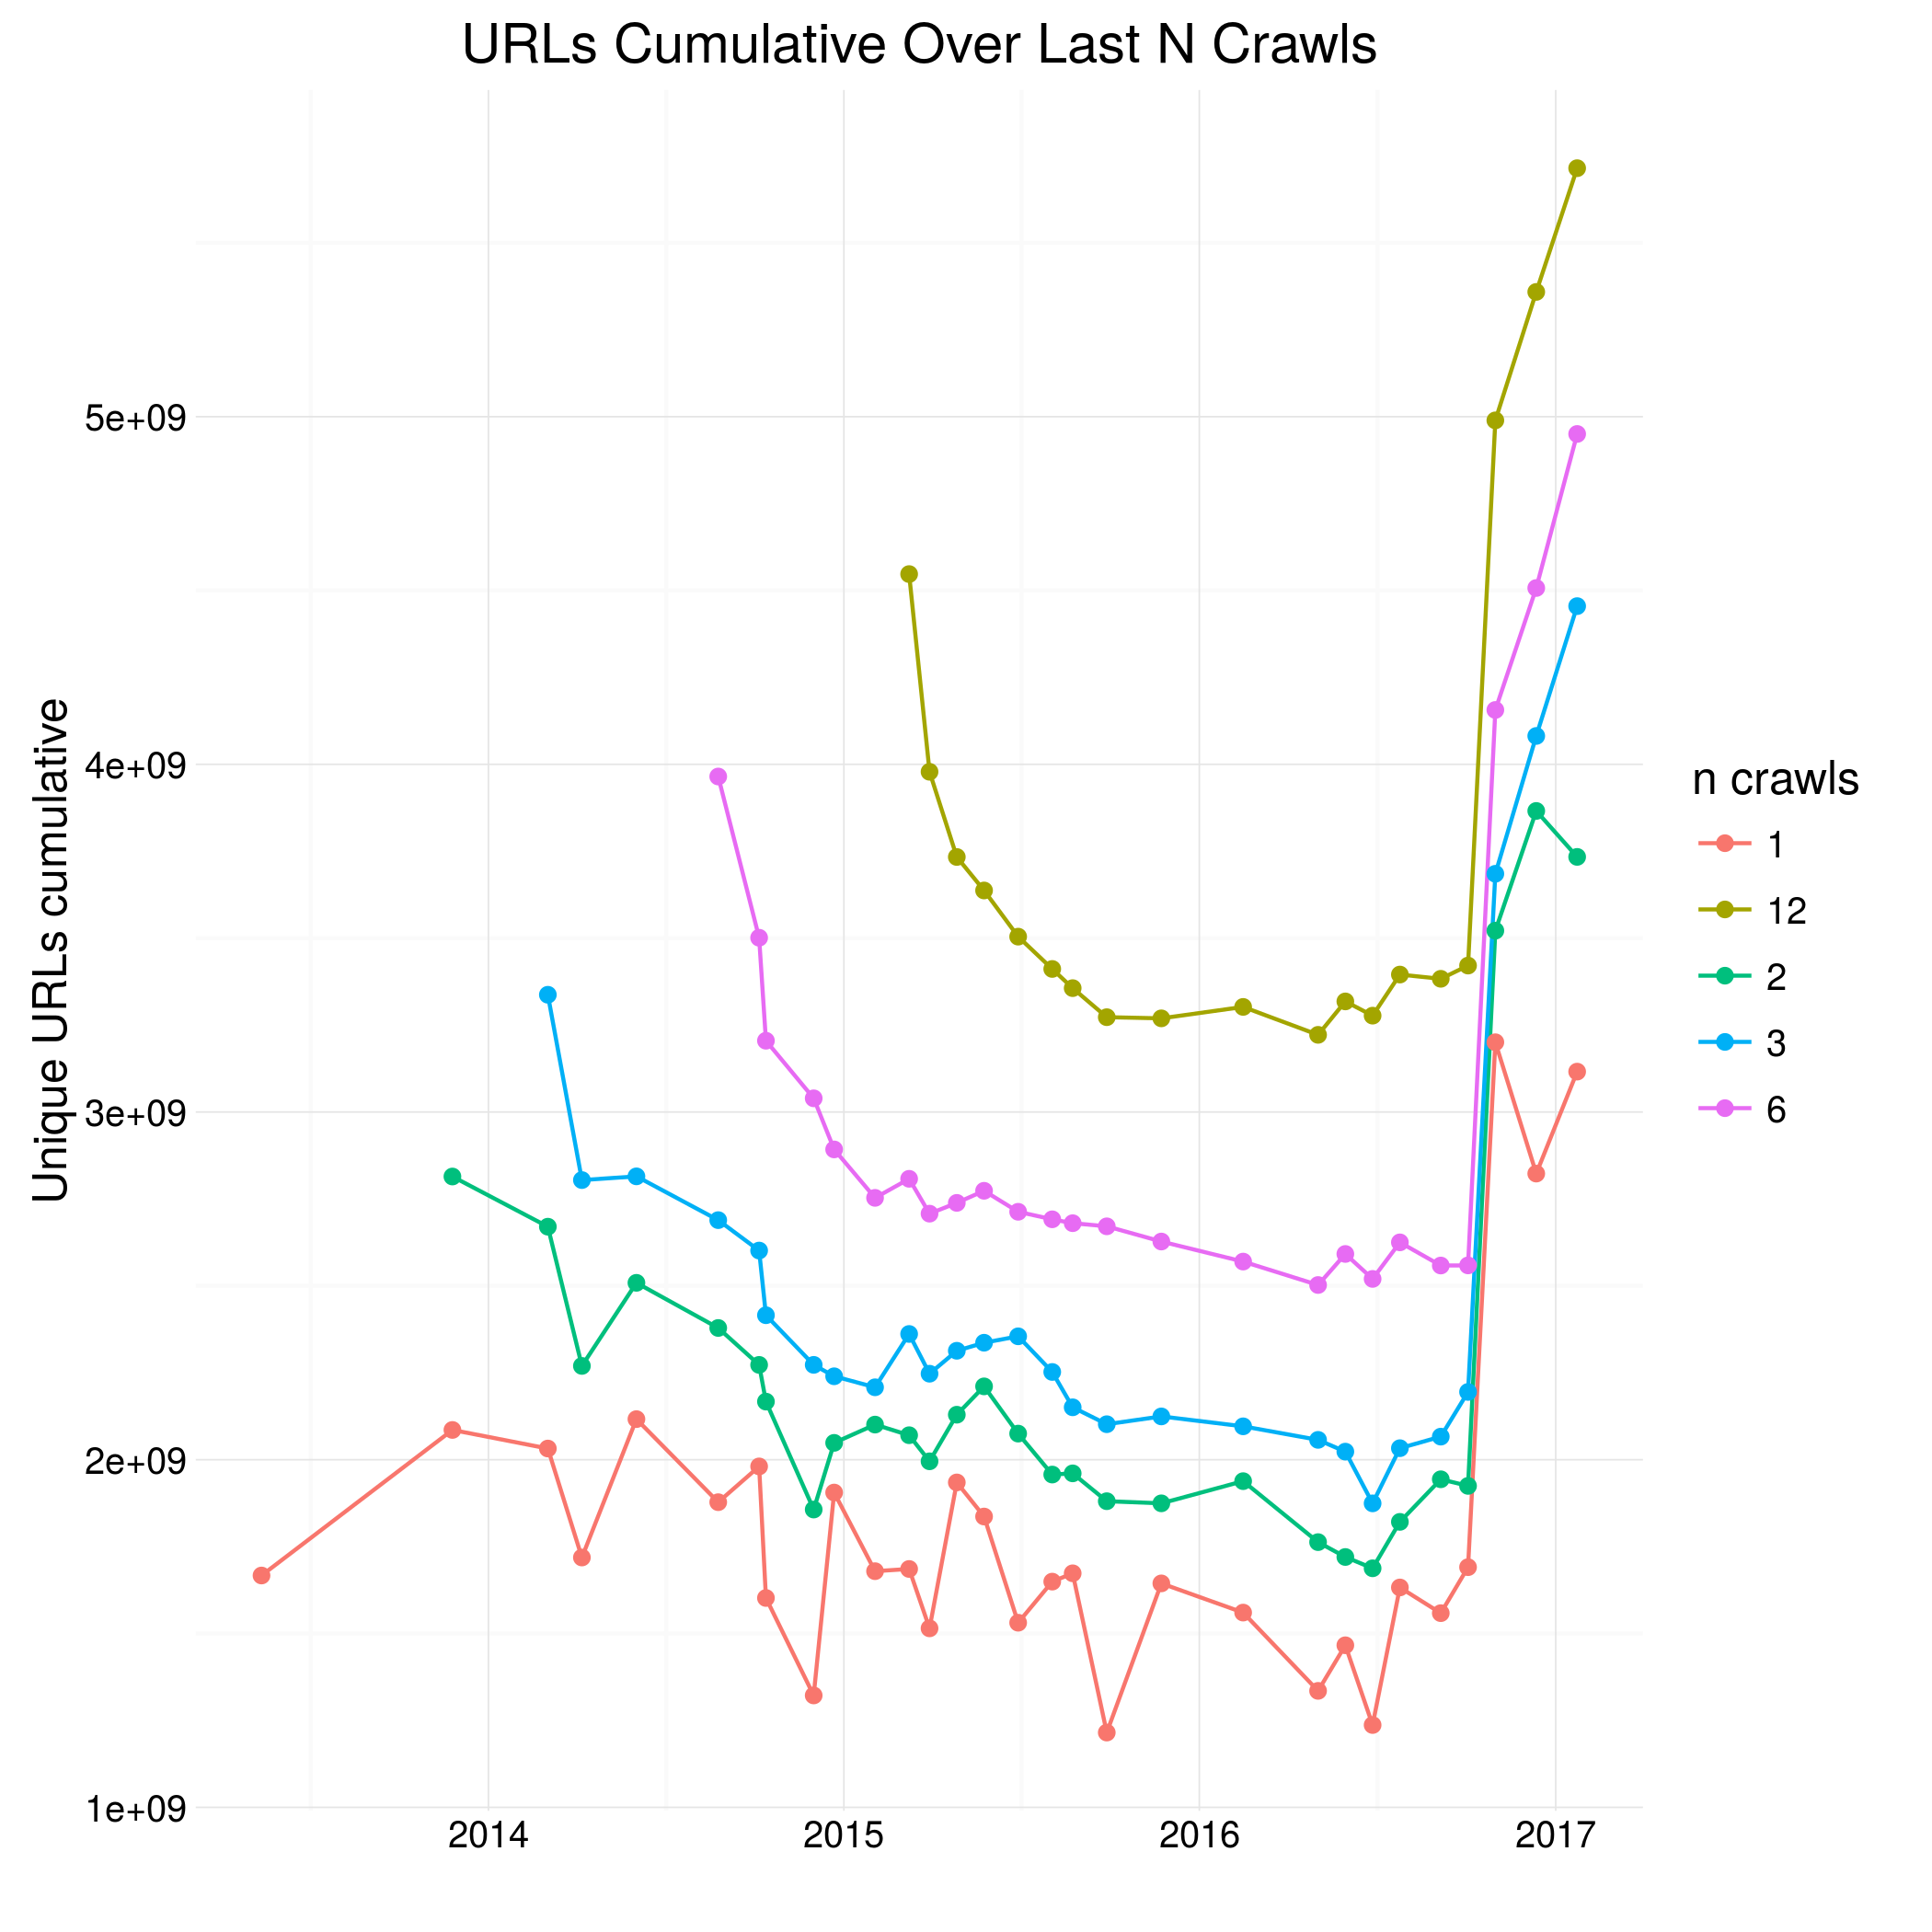 URLs Cumulative Over Last N Crawls
Unique URLs cumulative
5e+09
4e+09
3e+09
2e+09
1e+09
2014
2015
2016
2017
n crawls
1
12
2
3
6